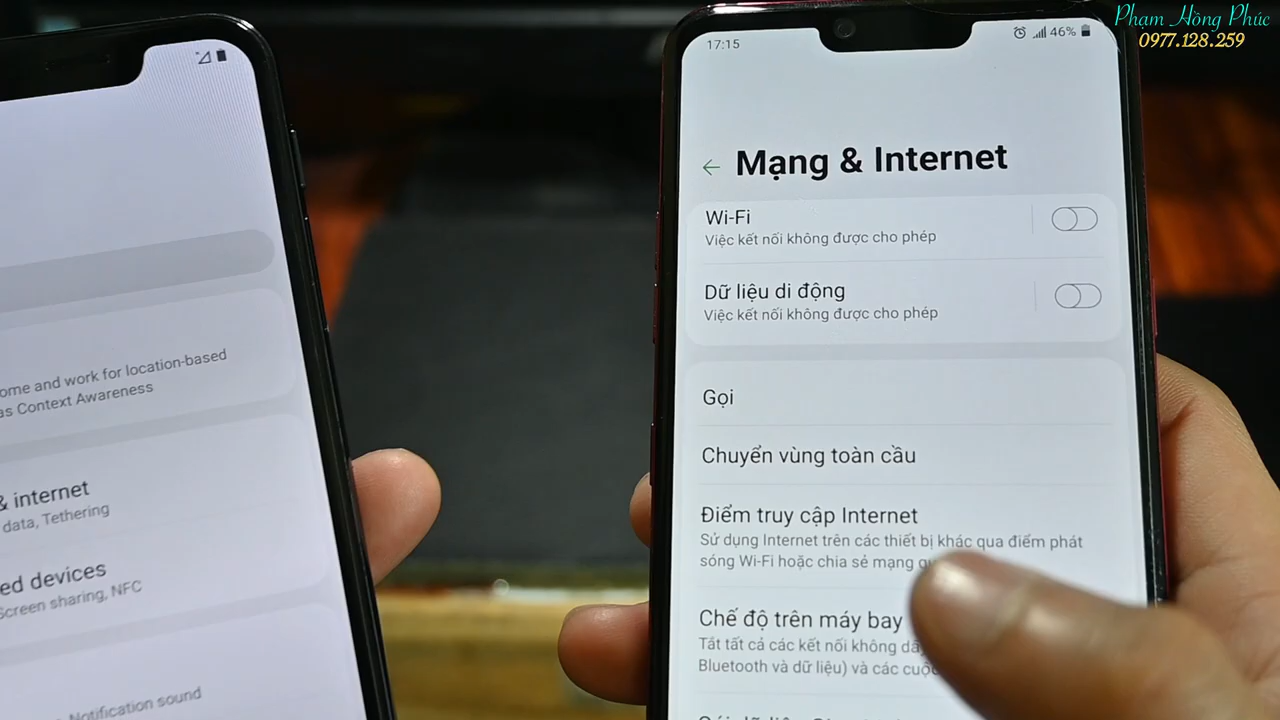 Phạm Hồng Phúc
0977.128.259
ome and work for location-based
as Context Awareness
& internet
data, Tethering
ed devices
Screen sharing, NFC
Notification sound
17:15
46%
Mạng & Internet
Wi-Fi
Việc kết nối không được cho phép
Dữ liệu di động
Việc kết nối không được cho phép
Gọi
Chuyển vùng toàn cầu
Điểm truy cập Internet
Sử dụng Internet trên các thiết bị khác qua điểm phát
sóng Wi-Fi hoặc chia sẻ mạng
Chế độ trên máy bay
Tắt tất cả các kết nối không
Bluetooth và dữ liệu) và các